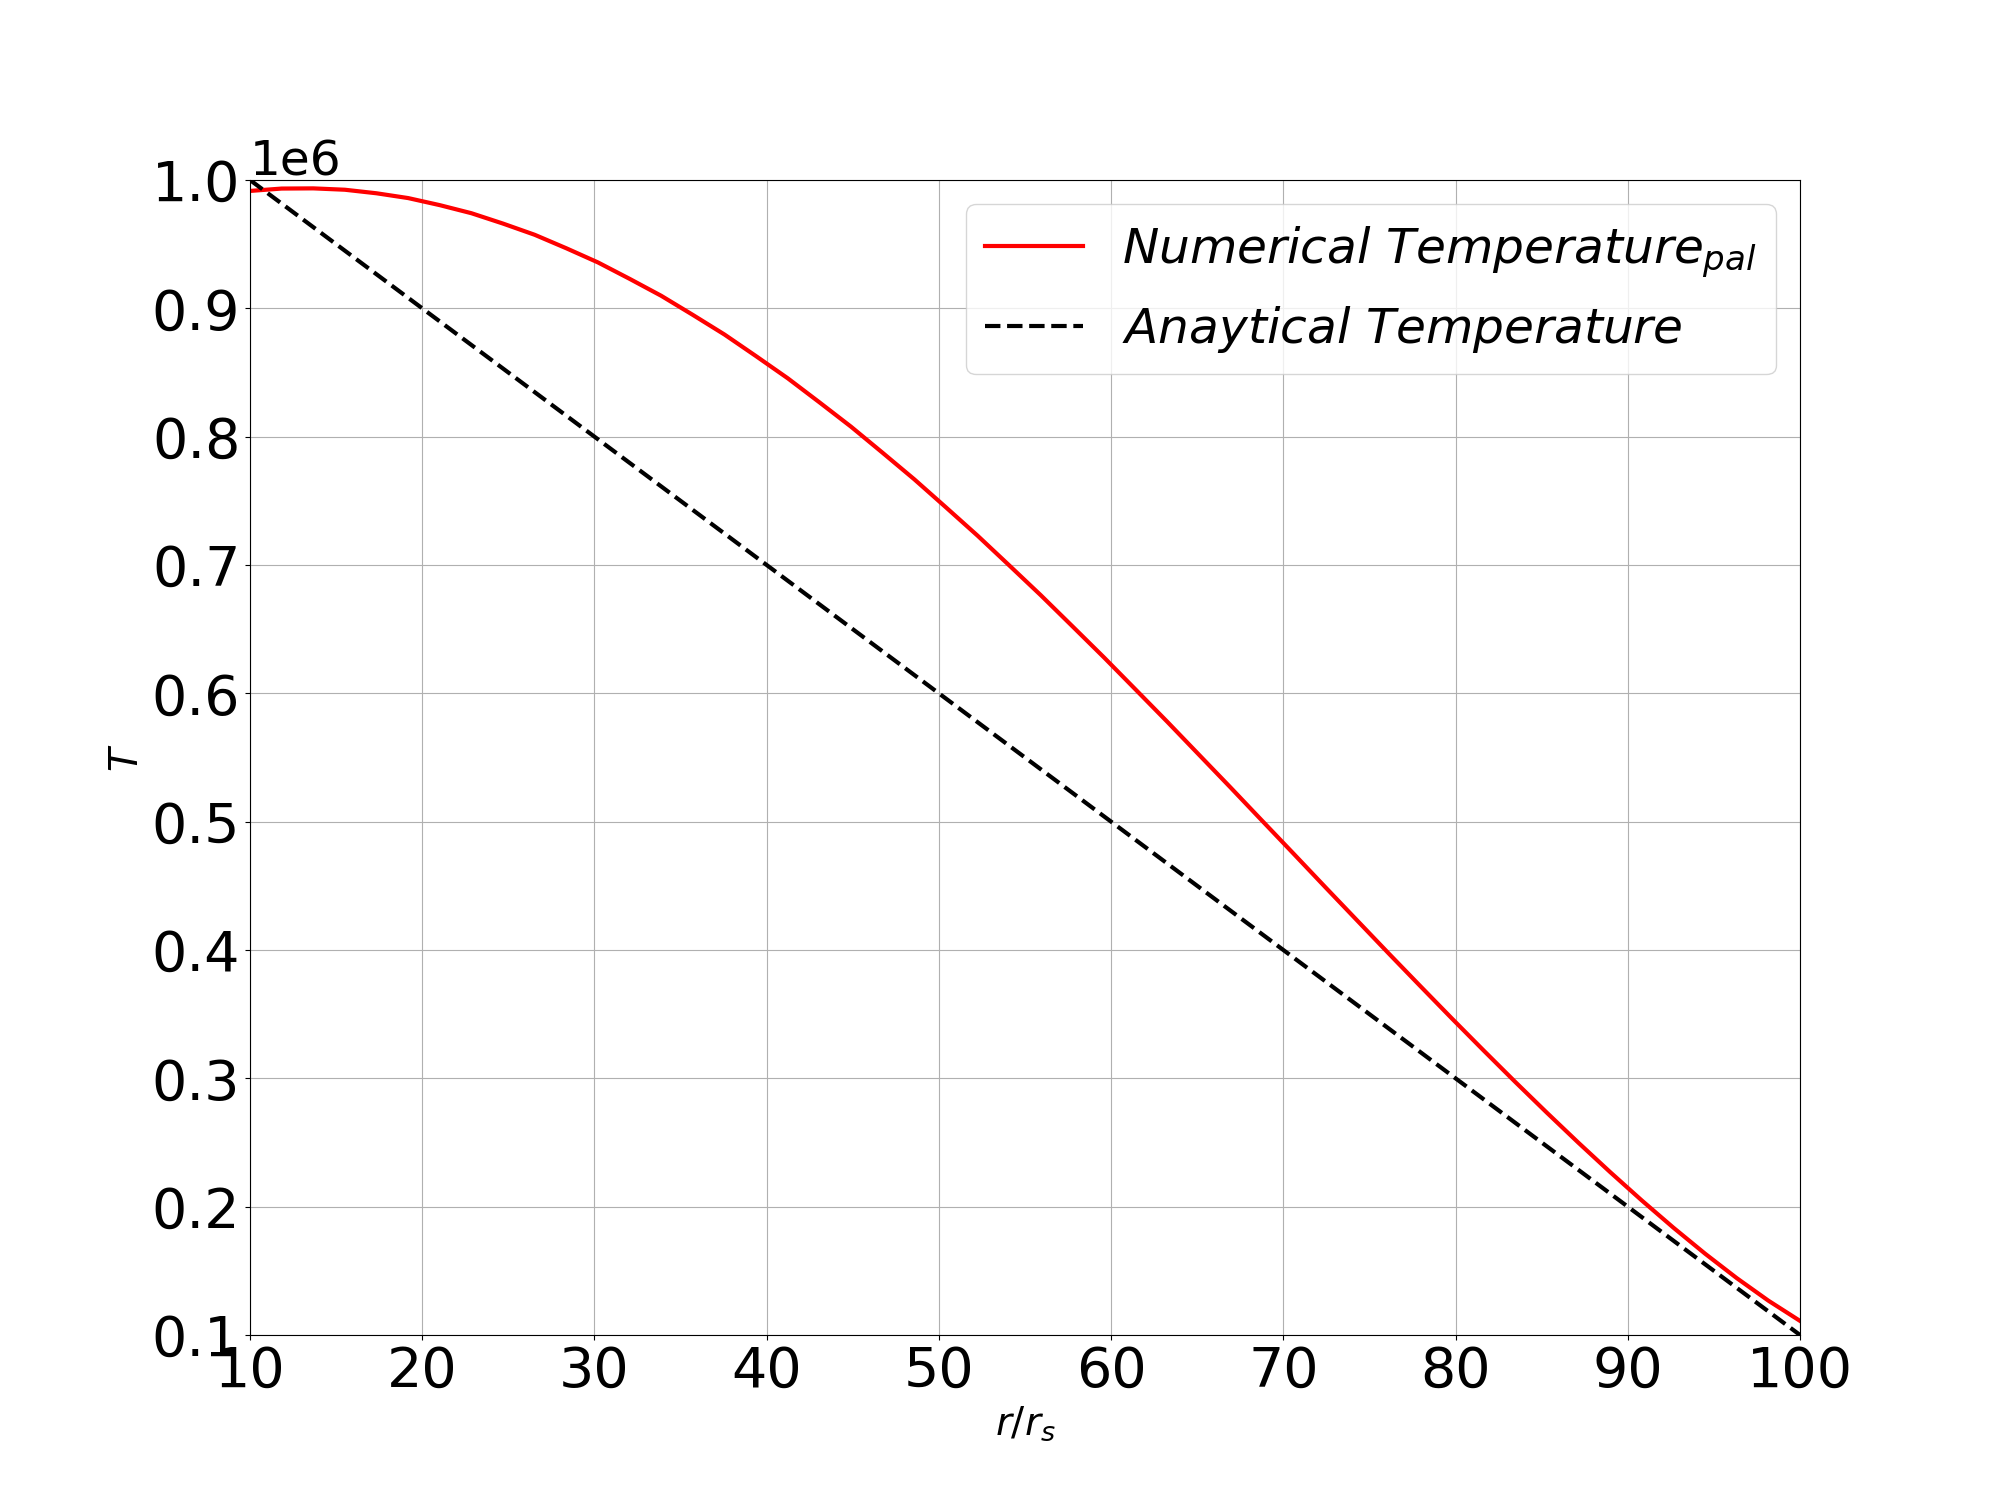 1e6
1.0
0.9
0.8
0.7
0.6
0.5
0.4
0.3
0.2
0.1
T
Numerical Temperature_pal
Anaytical Temperature
10 20 30 40 50 60 70 80 90 100
r/r_s